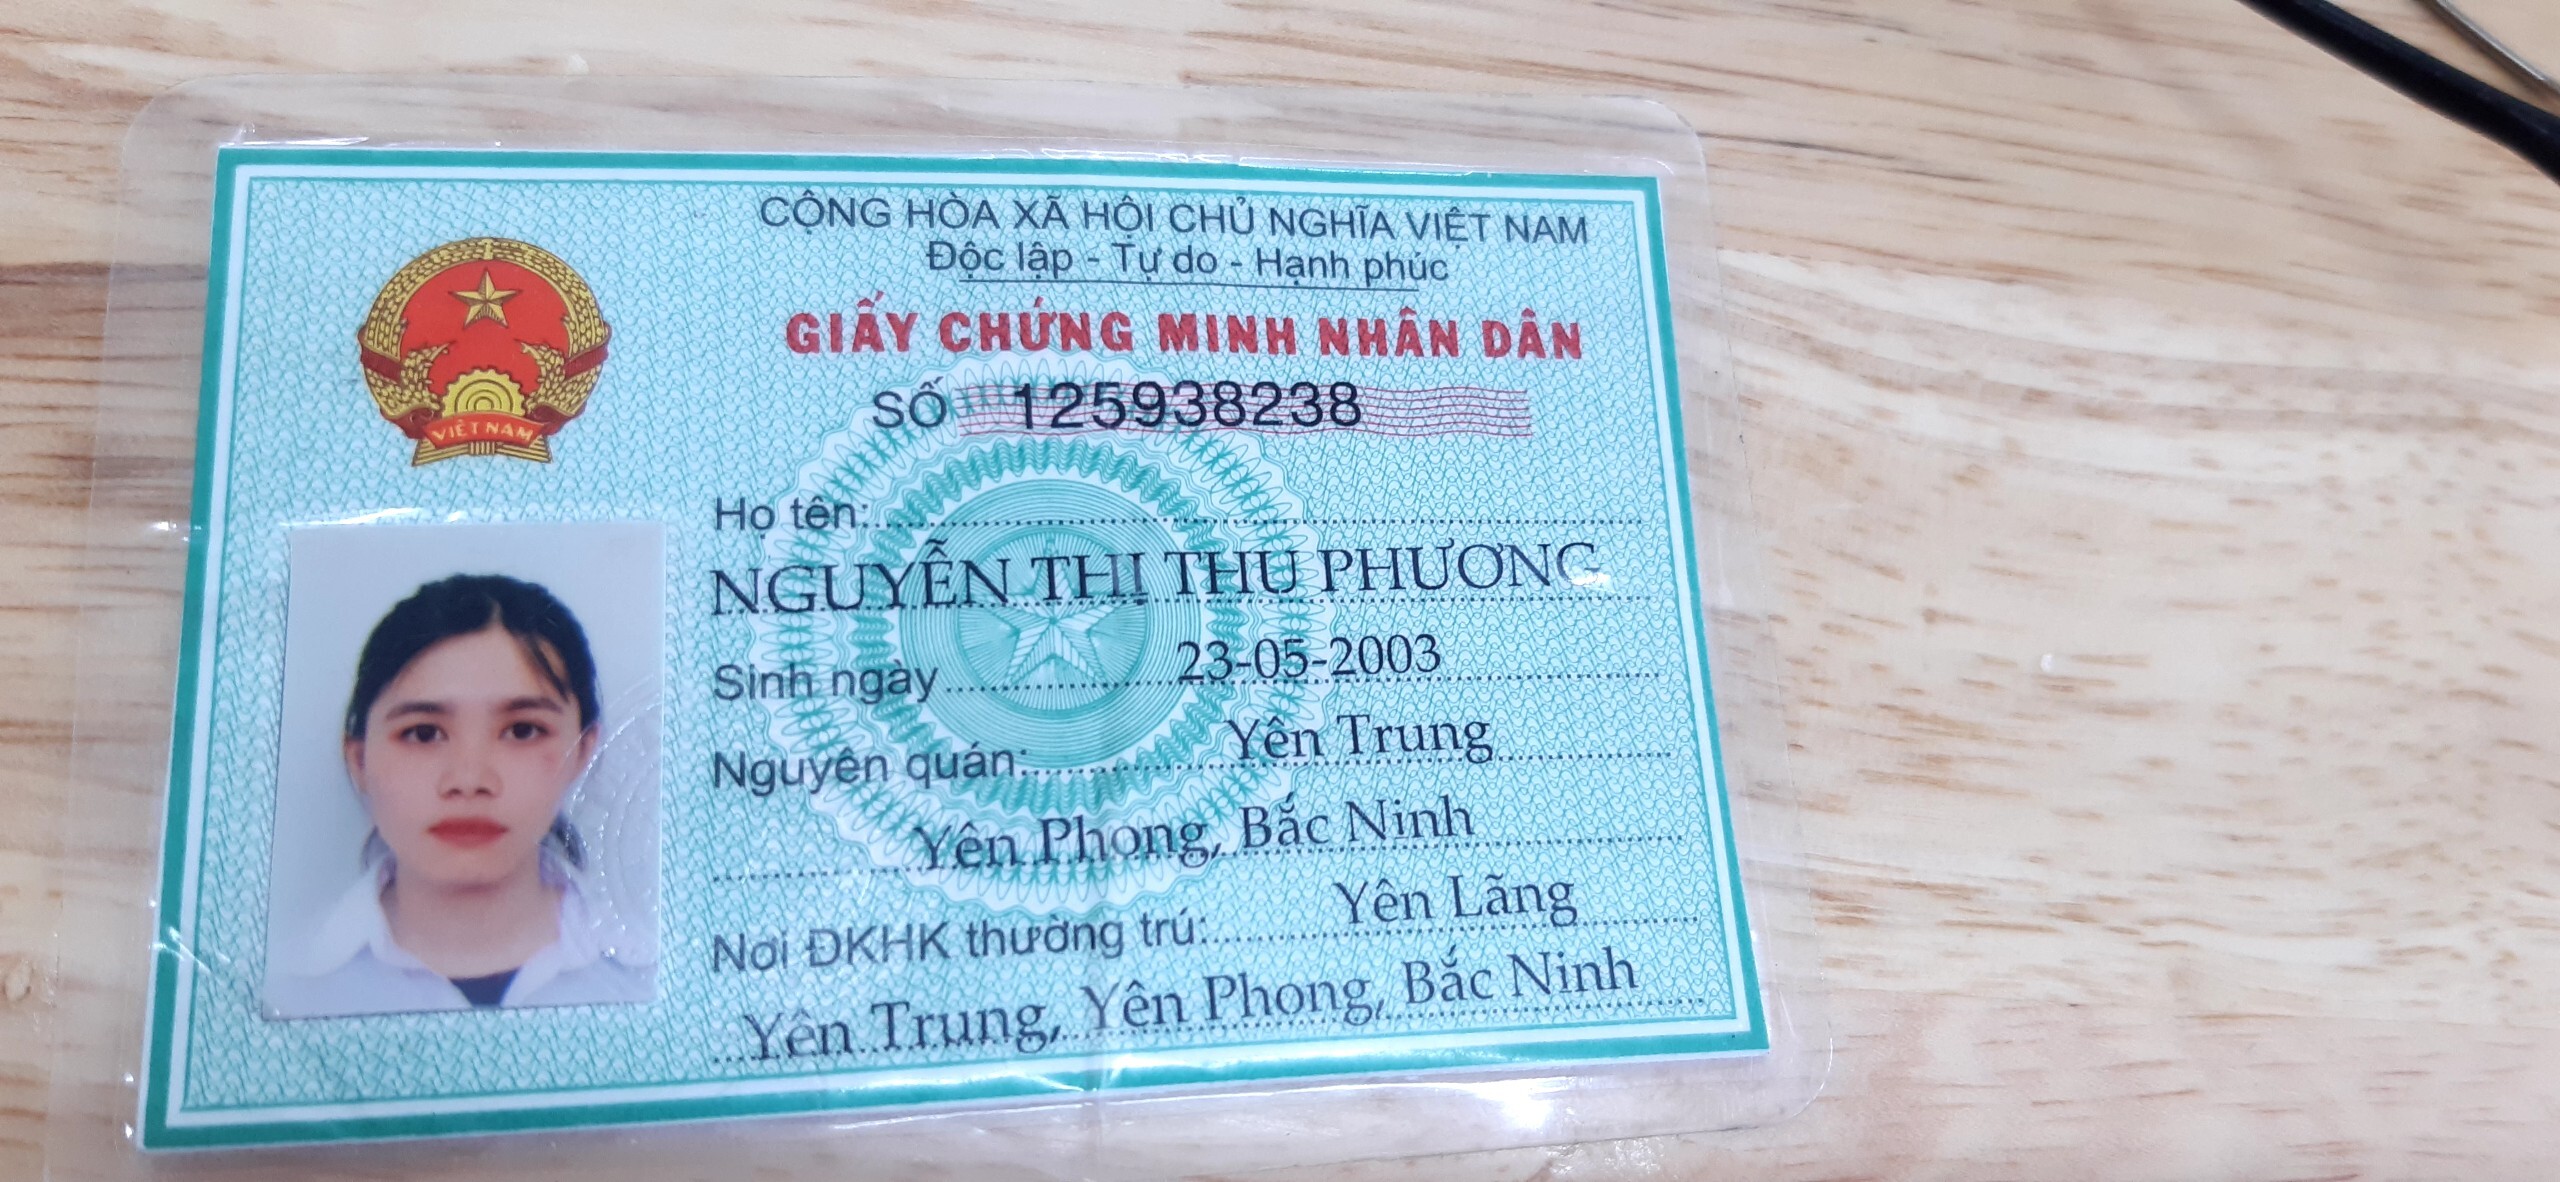 CỘNG HÒA XÃ HỘI CHỦ NGHĨA VIỆT NAM
Độc lập - Tự do - Hạnh phúc
GIẤY CHỨNG MINH NHÂN DÂN
SỐ 125938238
VIỆT NAM
Họ tên:
NGUYỄN THỊ THU PHƯƠNG
Sinh ngày 23-05-2003
Nguyên quán: Yên Trung
Yên Phong, Bắc Ninh
Nơi ĐKHK thường trú: Yên Lãng
Yên Trung, Yên Phong, Bắc Ninh